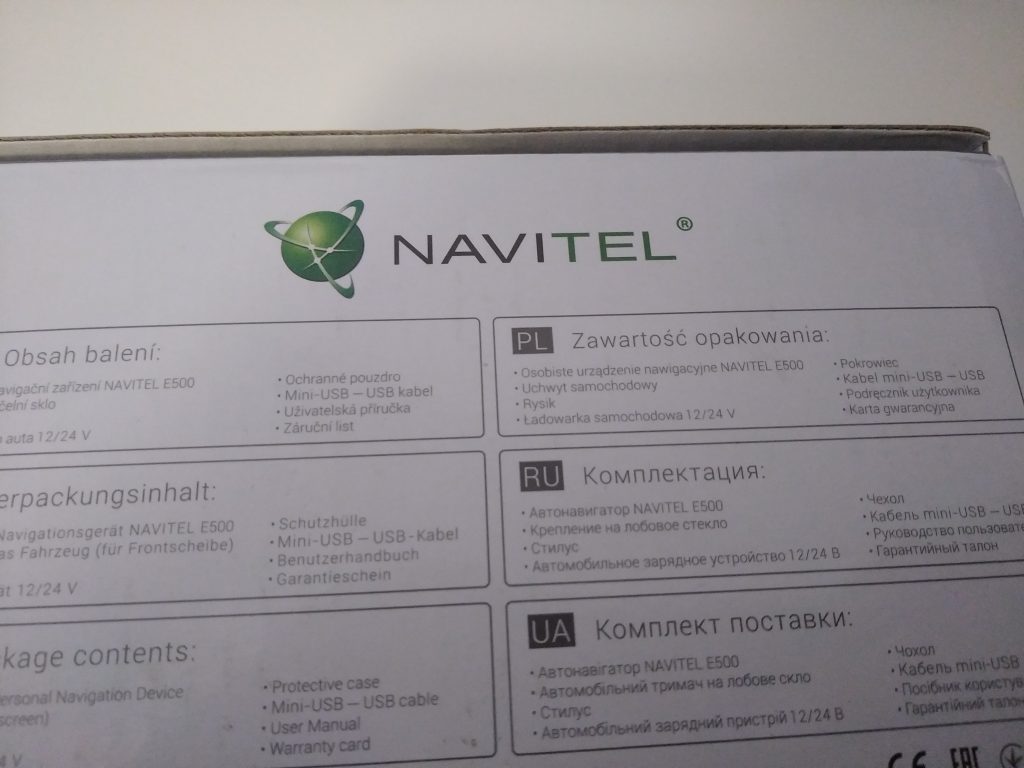 NAVITEL®
Obsah balení:
zařízení NAVITEL E500
sklo
auta 12/24 V
• Ochranné pouzdro
• Mini-USB – USB kabel
• Uživatelská příručka
• Záruční list
PL Zawartość opakowania:
• Osobiste urządzenie nawigacyjne NAVITEL E500
• Uchwyt samochodowy
• Rysik
• Ładowarka samochodowa 12/24 V
• Pokrowiec
• Kabel mini-USB – USB
• Podręcznik użytkownika
• Karta gwarancyjna
erpackungsinhalt:
Navigationsgerät NAVITEL E500
as Fahrzeug (für Frontscheibe)
ät 12/24 V
• Schutzhülle
• Mini-USB – USB-Kabel
• Benutzerhandbuch
• Garantieschein
RU Комплектация:
• Автонавигатор NAVITEL E500
• Крепление на лобовое стекло
• Стилус
• Автомобильное зарядное устройство 12/24 В
• Чехол
• Кабель mini-USB – USB
• Руководство пользовате
• Гарантийный талон
kage contents:
ersonal Navigation Device
screen)
4 V
• Protective case
• Mini-USB – USB cable
• User Manual
• Warranty card
UA Комплект поставки:
• Автонавігатор NAVITEL E500
• Автомобільний тримач на лобове скло
• Стилус
• Автомобільний зарядний пристрій 12/24 В
• Чохол
• Кабель mini-USB
• Посібник користув
• Гарантійний талон
CE EAC